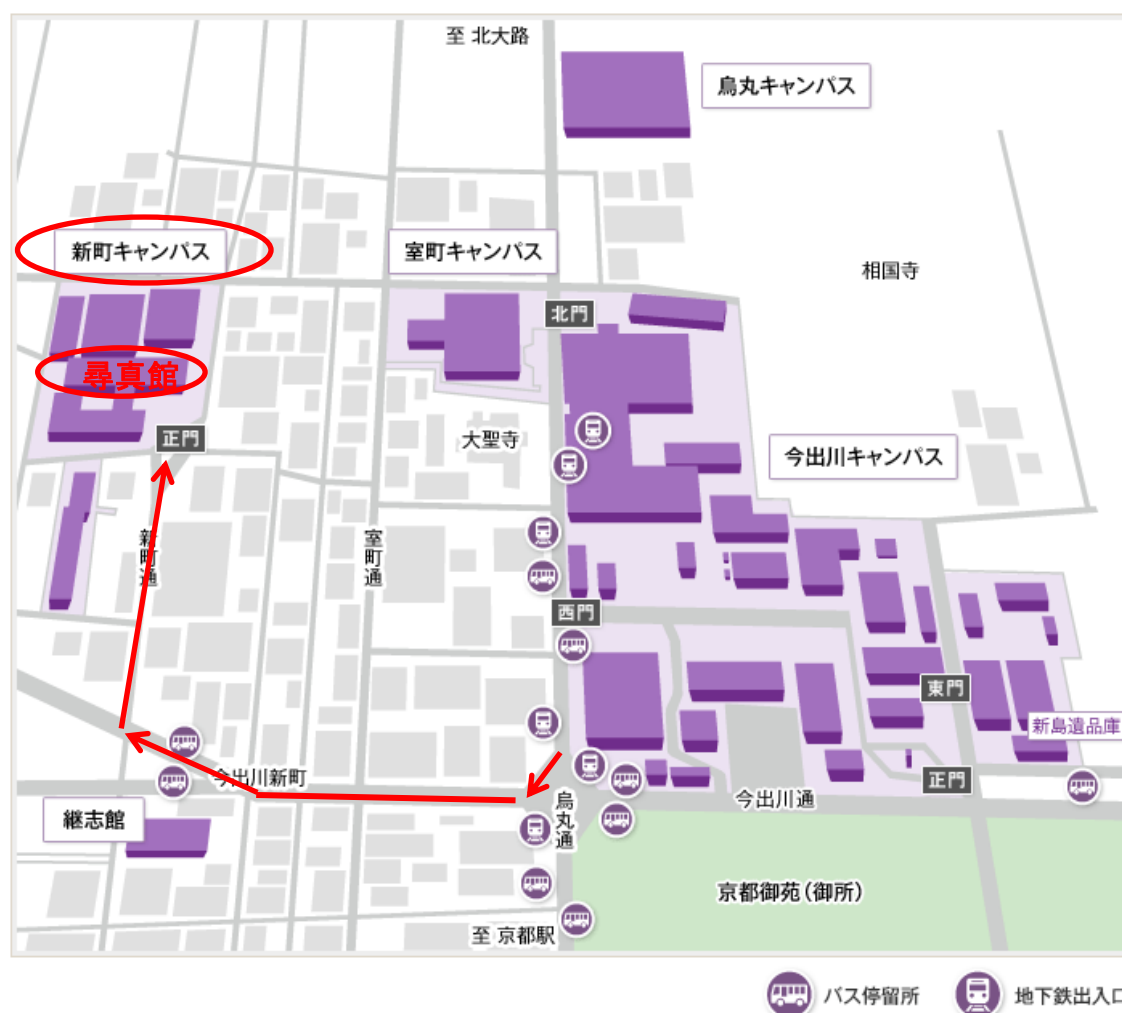 至 北大路
烏丸キャンパス
新町キャンパス
室町キャンパス
相国寺
北門
尋真館
正門
大聖寺
今出川キャンパス
新町通
室町通
西門
東門
新島遺品庫
今出川新町
正門
継志館
烏丸通
今出川通
京都御苑(御所)
至 京都駅
バス停留所
地下鉄出入口